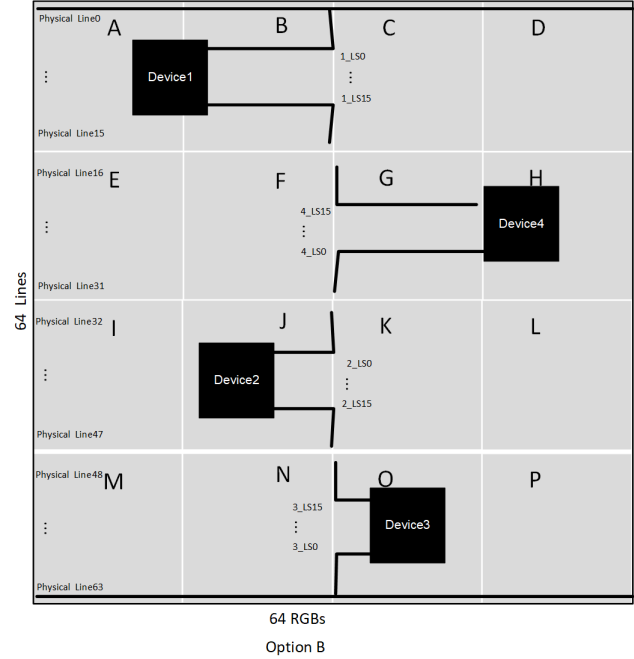 Physical Line0
A
B
C
D
Device1
1_LS0
⋮
⋮
1_LS15
Physical Line15
Physical Line16
E
F
G
H
4_LS15
Device4
⋮
⋮
4_LS0
Physical Line31
64 Lines
Physical Line32
I
J
K
L
2_LS0
Device2
⋮
⋮
2_LS15
Physical Line47
Physical Line48
M
N
O
P
3_LS15
Device3
⋮
⋮
3_LS0
Physical Line63
64 RGBs
Option B